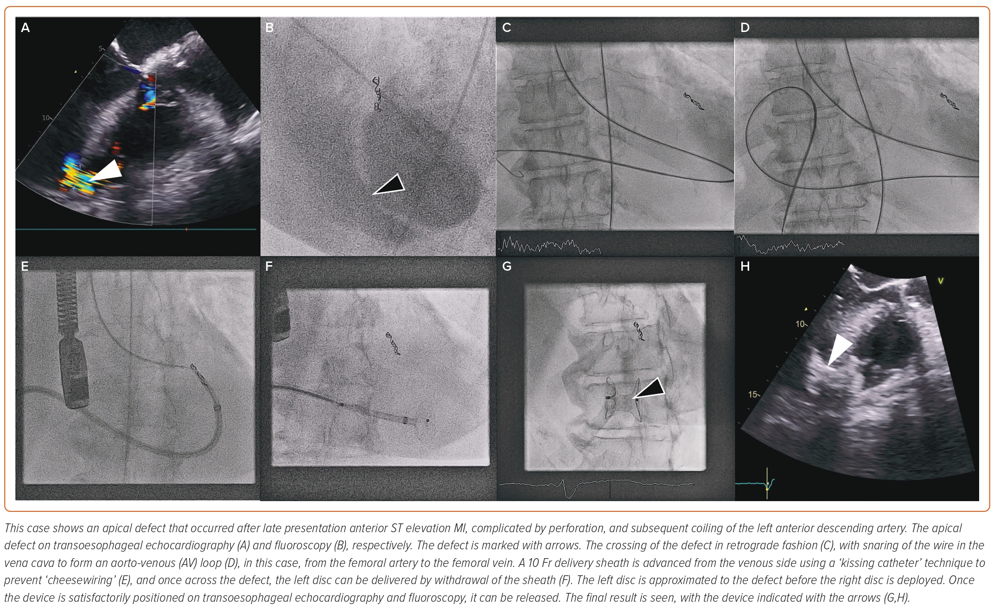 A
B
C
D
5
10
E
F
G
H
V
10
15
This case shows an apical defect that occurred after late presentation anterior ST elevation MI, complicated by perforation, and subsequent coiling of the left anterior descending artery. The apical
defect on transoesophageal echocardiography (A) and fluoroscopy (B), respectively. The defect is marked with arrows. The crossing of the defect in retrograde fashion (C), with snaring of the wire in the
vena cava to form an aorto-venous (AV) loop (D), in this case, from the femoral artery to the femoral vein. A 10 Fr delivery sheath is advanced from the venous side using a ‘kissing catheter’ technique to
prevent ‘cheesewiring’ (E), and once across the defect, the left disc can be delivered by withdrawal of the sheath (F). The left disc is approximated to the defect before the right disc is deployed. Once
the device is satisfactorily positioned on transoesophageal echocardiography and fluoroscopy, it can be released. The final result is seen, with the device indicated with the arrows (G,H).